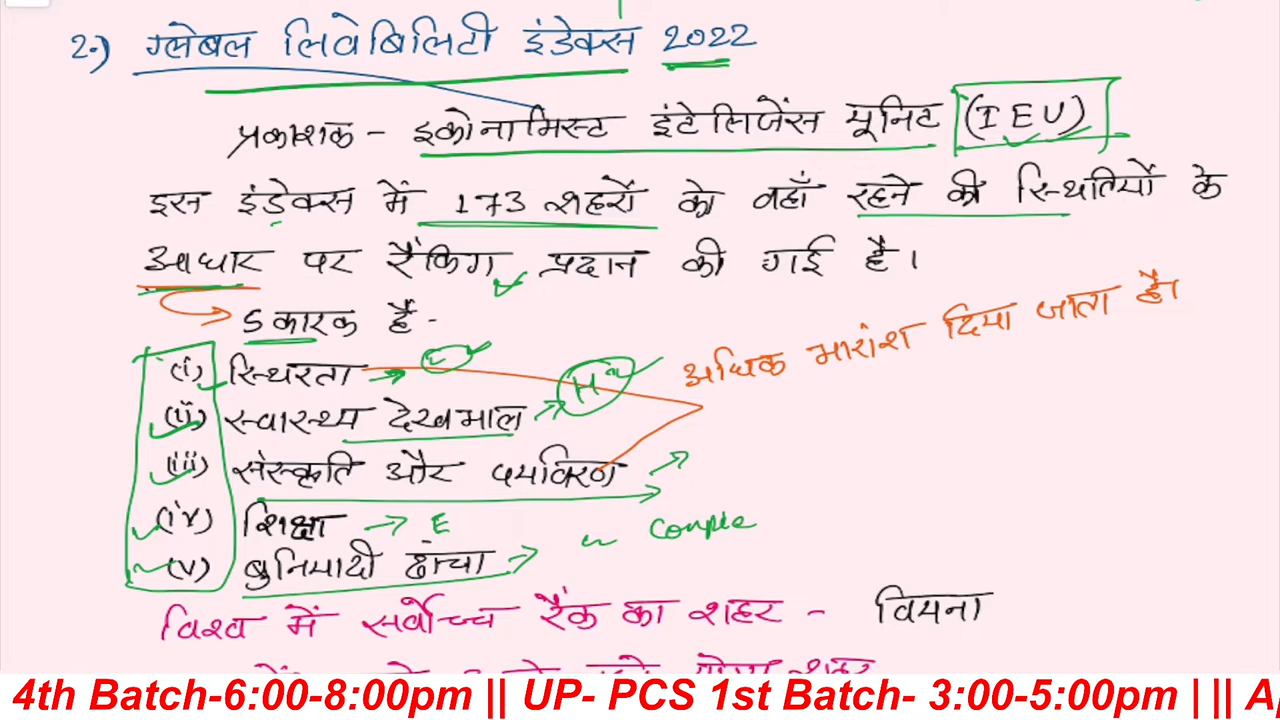 2.) ग्लेबल लिवेबिलिटी इंडेक्स 2022
प्रकाशक - इकोनामिस्ट इंटेलिजेंस यूनिट (IEU)
इस इंडेक्स में 173 शहरों को वहाँ रहने की स्थितियों के
आधार पर रैंकिग प्रदान की गई है।
5 कारक हैं -
अधिक भारांश दिया जाता है।
(i) स्थिरता
(ii) स्वास्थ्य देखभाल
(iii) संस्कृति और पर्यावरण
(iv) शिक्षा → E
(v) बुनियादी ढांचा
विश्व में सर्वोच्च रैंक का शहर - वियना
4th Batch-6:00-8:00pm || UP- PCS 1st Batch- 3:00-5:00pm | ||